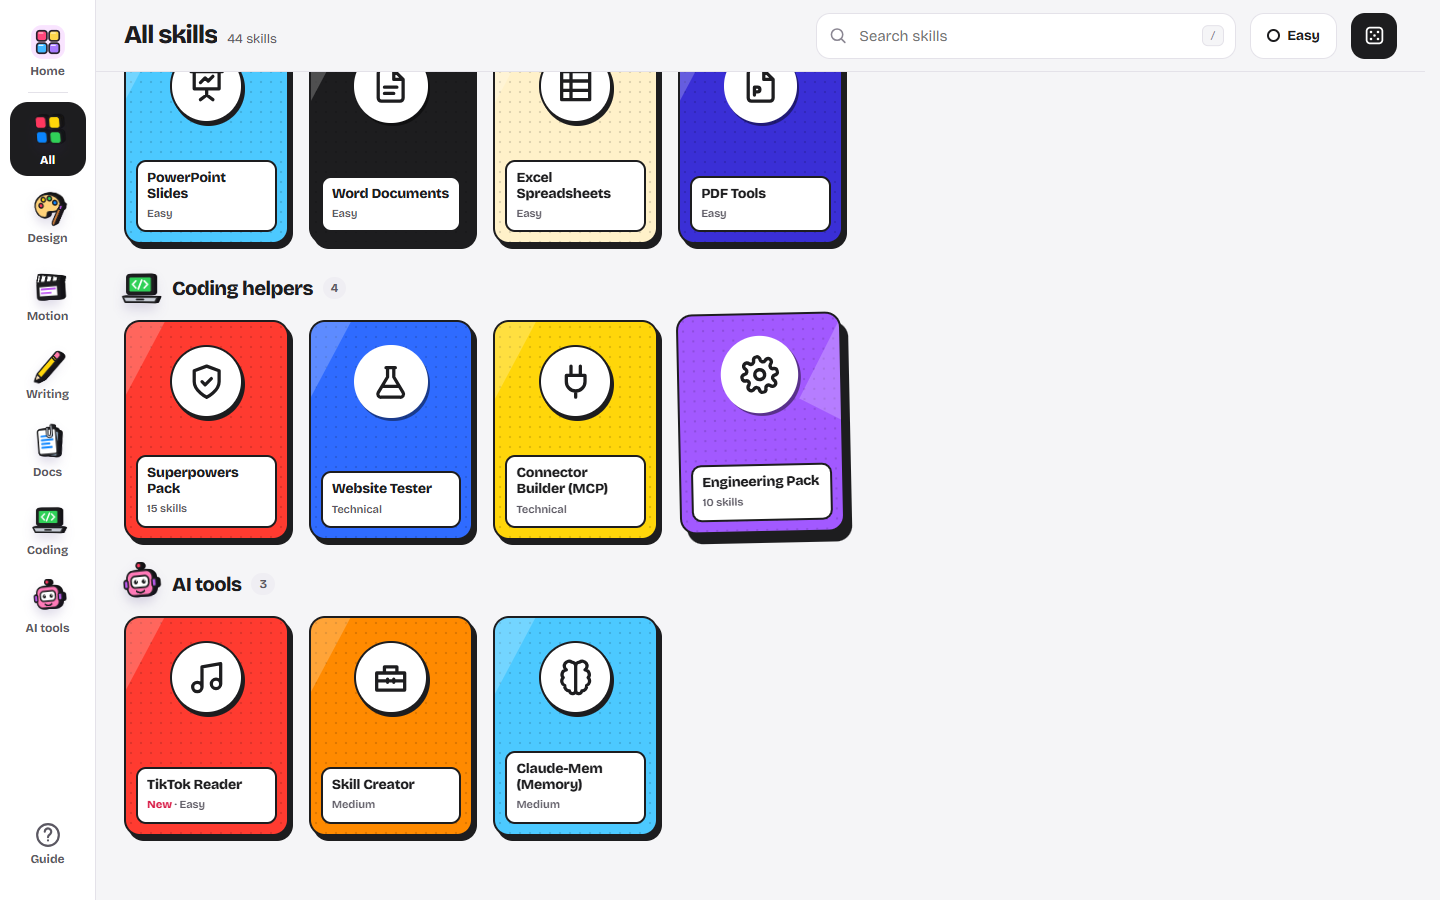 Home
All
Design
Motion
Writing
Docs
Coding
AI tools
Guide
All skills 44 skills
Search skills /
Easy
PowerPoint
Slides
Easy
Word Documents
Easy
Excel
Spreadsheets
Easy
P
PDF Tools
Easy
</> Coding helpers 4
Superpowers
Pack
15 skills
Website Tester
Technical
Connector
Builder (MCP)
Technical
Engineering Pack
10 skills
AI tools 3
TikTok Reader
New · Easy
Skill Creator
Medium
Claude-Mem
(Memory)
Medium